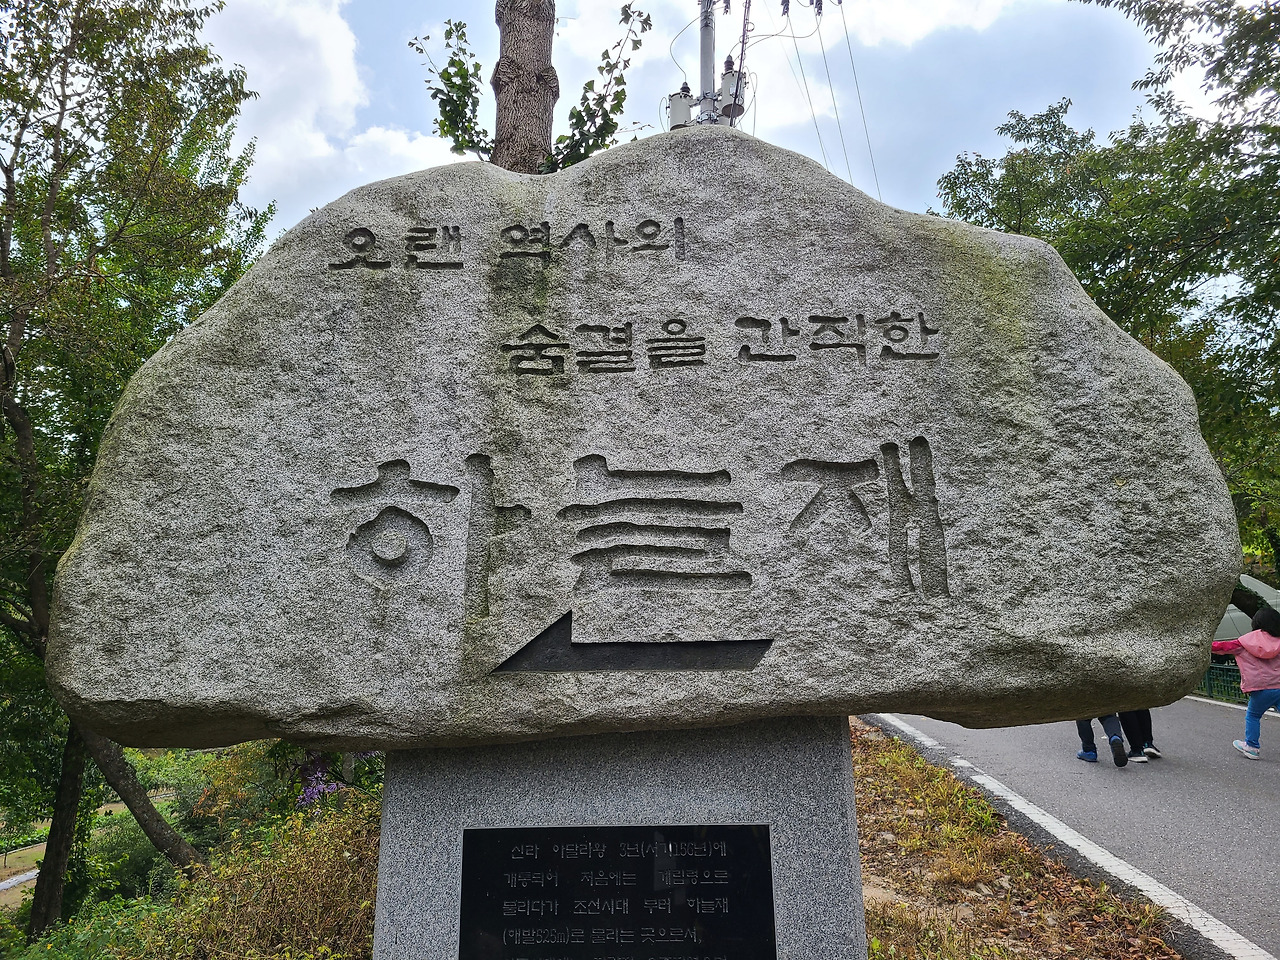 오랜 역사의
숨결을 간직한
하늘재
신라 아달라왕 3년(서기156년)에
개통되어 처음에는 계림령으로
불리다가 조선시대 부터 하늘재
(해발525m)로 불리는 곳으로서,